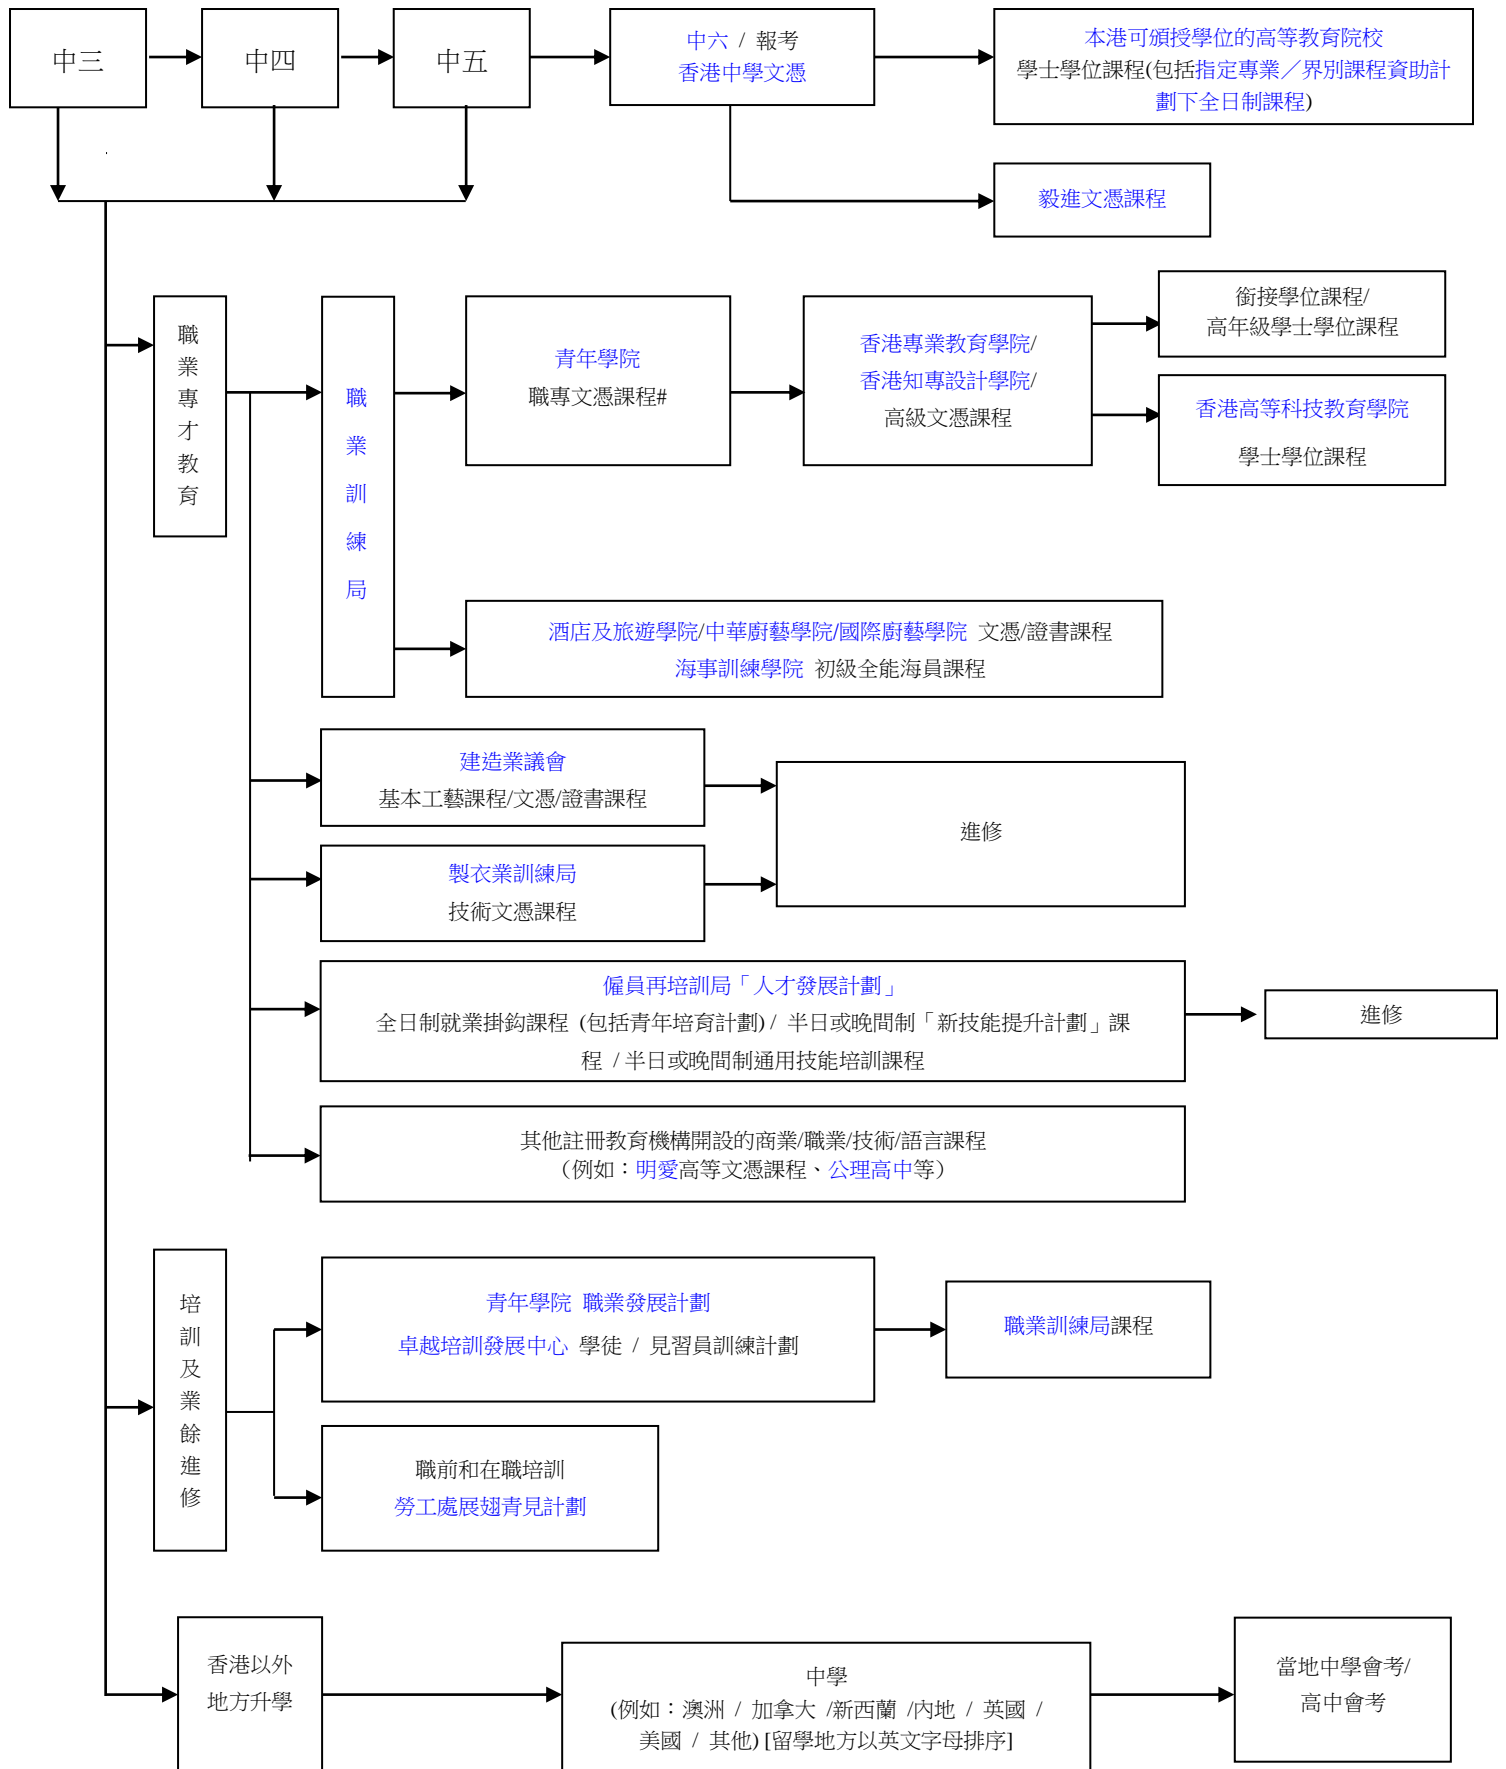 中三
中四
中五
中六 / 報考
香港中學文憑
本港可頒授學位的高等教育院校
學士學位課程(包括指定專業／界別課程資助計
劃下全日制課程)
毅進文憑課程
職業專才教育
職業訓練局
青年學院
職專文憑課程#
香港專業教育學院/
香港知專設計學院/
高級文憑課程
銜接學位課程/
高年級學士學位課程
香港高等科技教育學院
學士學位課程
酒店及旅遊學院/中華廚藝學院/國際廚藝學院 文憑/證書課程
海事訓練學院 初級全能海員課程
建造業議會
基本工藝課程/文憑/證書課程
製衣業訓練局
技術文憑課程
進修
僱員再培訓局「人才發展計劃」
全日制就業掛鈎課程 (包括青年培育計劃) / 半日或晚間制「新技能提升計劃」課
程 / 半日或晚間制通用技能培訓課程
進修
其他註冊教育機構開設的商業/職業/技術/語言課程
（例如：明愛高等文憑課程、公理高中等）
培訓及業餘進修
青年學院 職業發展計劃
卓越培訓發展中心 學徒 / 見習員訓練計劃
職業訓練局課程
職前和在職培訓
勞工處展翅青見計劃
香港以外
地方升學
中學
(例如：澳洲 / 加拿大 /新西蘭 /內地 / 英國 /
美國 / 其他) [留學地方以英文字母排序]
當地中學會考/
高中會考